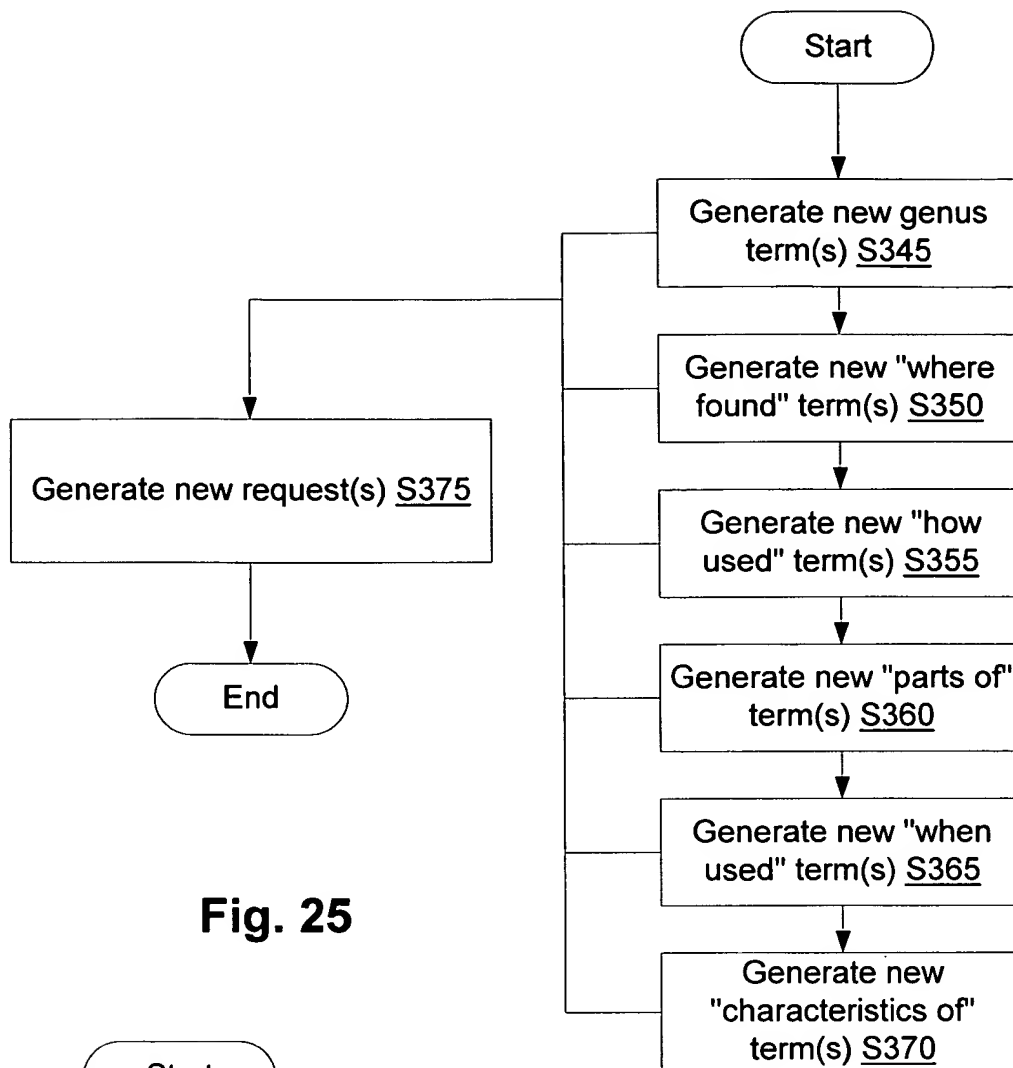 Start
Generate new genus
term(s) S345
Generate new "where
found" term(s) S350
Generate new "how
used" term(s) S355
Generate new "parts of"
term(s) S360
Generate new "when
used" term(s) S365
Generate new
"characteristics of"
term(s) S370
Generate new request(s) S375
End
Fig. 25